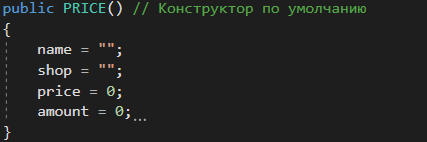 public PRICE() // Конструктор по умолчанию
{
name = "";
shop = "";
price = 0;
amount = 0;...
}